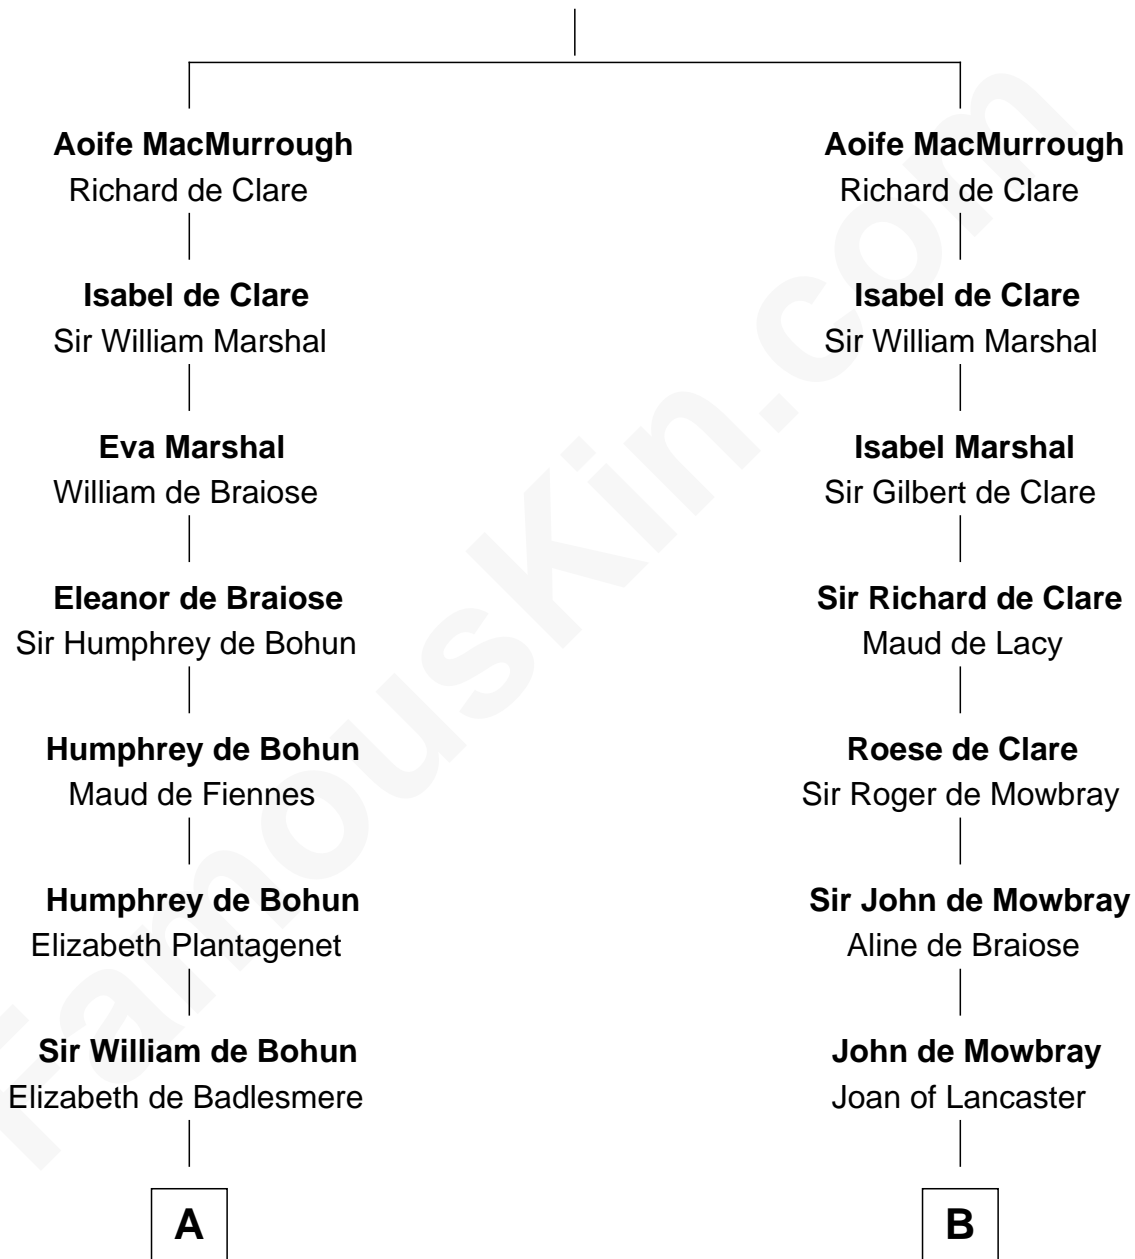 Aoife MacMurrough
Richard de Clare
Isabel de Clare
Sir William Marshal
Eva Marshal
William de Braiose
Eleanor de Braiose
Sir Humphrey de Bohun
Humphrey de Bohun
Maud de Fiennes
Humphrey de Bohun
Elizabeth Plantagenet
Sir William de Bohun
Elizabeth de Badlesmere
A
Aoife MacMurrough
Richard de Clare
Isabel de Clare
Sir William Marshal
Isabel Marshal
Sir Gilbert de Clare
Sir Richard de Clare
Maud de Lacy
Roese de Clare
Sir Roger de Mowbray
Sir John de Mowbray
Aline de Braiose
John de Mowbray
Joan of Lancaster
B
FamousKin.com